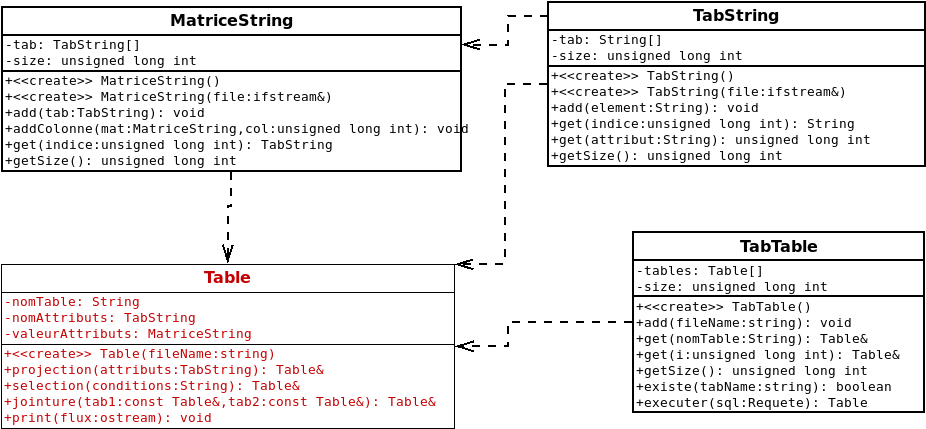 MatriceString
-tab: TabString[]
-size: unsigned long int
+<<create>> MatriceString()
+<<create>> MatriceString(file:ifstream&)
+add(tab:TabString): void
+addColonne(mat:MatriceString,col:unsigned long int): void
+get(indice:unsigned long int): TabString
+getSize(): unsigned long int
TabString
-tab: String[]
-size: unsigned long int
+<<create>> TabString()
+<<create>> TabString(file:ifstream&)
+add(element:String): void
+get(indice:unsigned long int): String
+get(attribut:String): unsigned long int
+getSize(): unsigned long int
Table
-nomTable: String
-nomAttributs: TabString
-valeurAttributs: MatriceString
+<<create>> Table(fileName:string)
+projection(attributs:TabString): Table&
+selection(conditions:String): Table&
+jointure(tab1:const Table&,tab2:const Table&): Table&
+print(flux:ostream): void
TabTable
-tables: Table[]
-size: unsigned long int
+<<create>> TabTable()
+add(fileName:string): void
+get(nomTable:String): Table&
+get(i:unsigned long int): Table&
+getSize(): unsigned long int
+existe(tabName:string): boolean
+executer(sql:Requete): Table